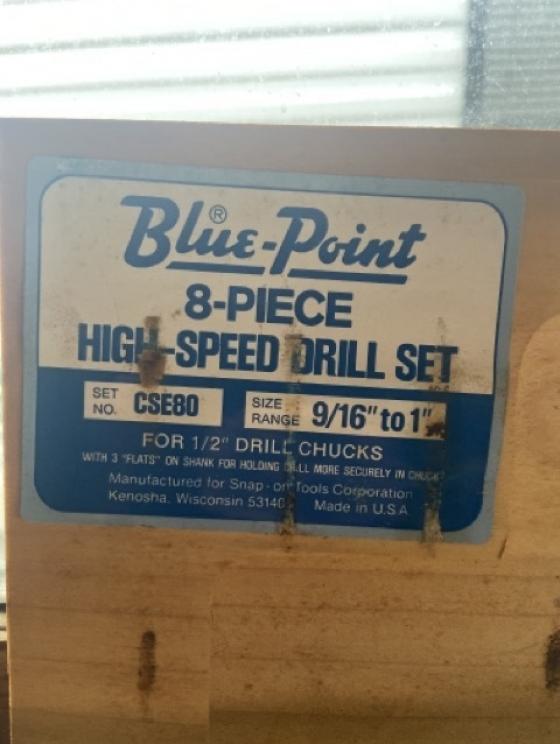 Blue-Point®
8-PIECE
HIGH-SPEED DRILL SET
SET NO. CSE80 SIZE RANGE 9/16" to 1"
FOR 1/2" DRILL CHUCKS
WITH 3 "FLATS" ON SHANK FOR HOLDING DRILL MORE SECURELY IN CHUCK
Manufactured for Snap-on Tools Corporation
Kenosha, Wisconsin 53140 Made in U.S.A